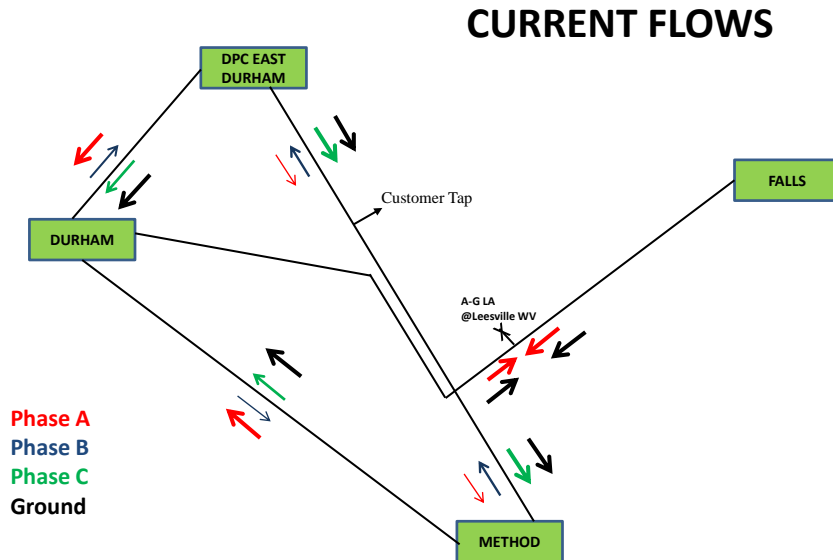 CURRENT FLOWS
DPC EAST
DURHAM
FALLS
Customer Tap
DURHAM
A-G LA
@Leesville WV
Phase A
Phase B
Phase C
Ground
METHOD